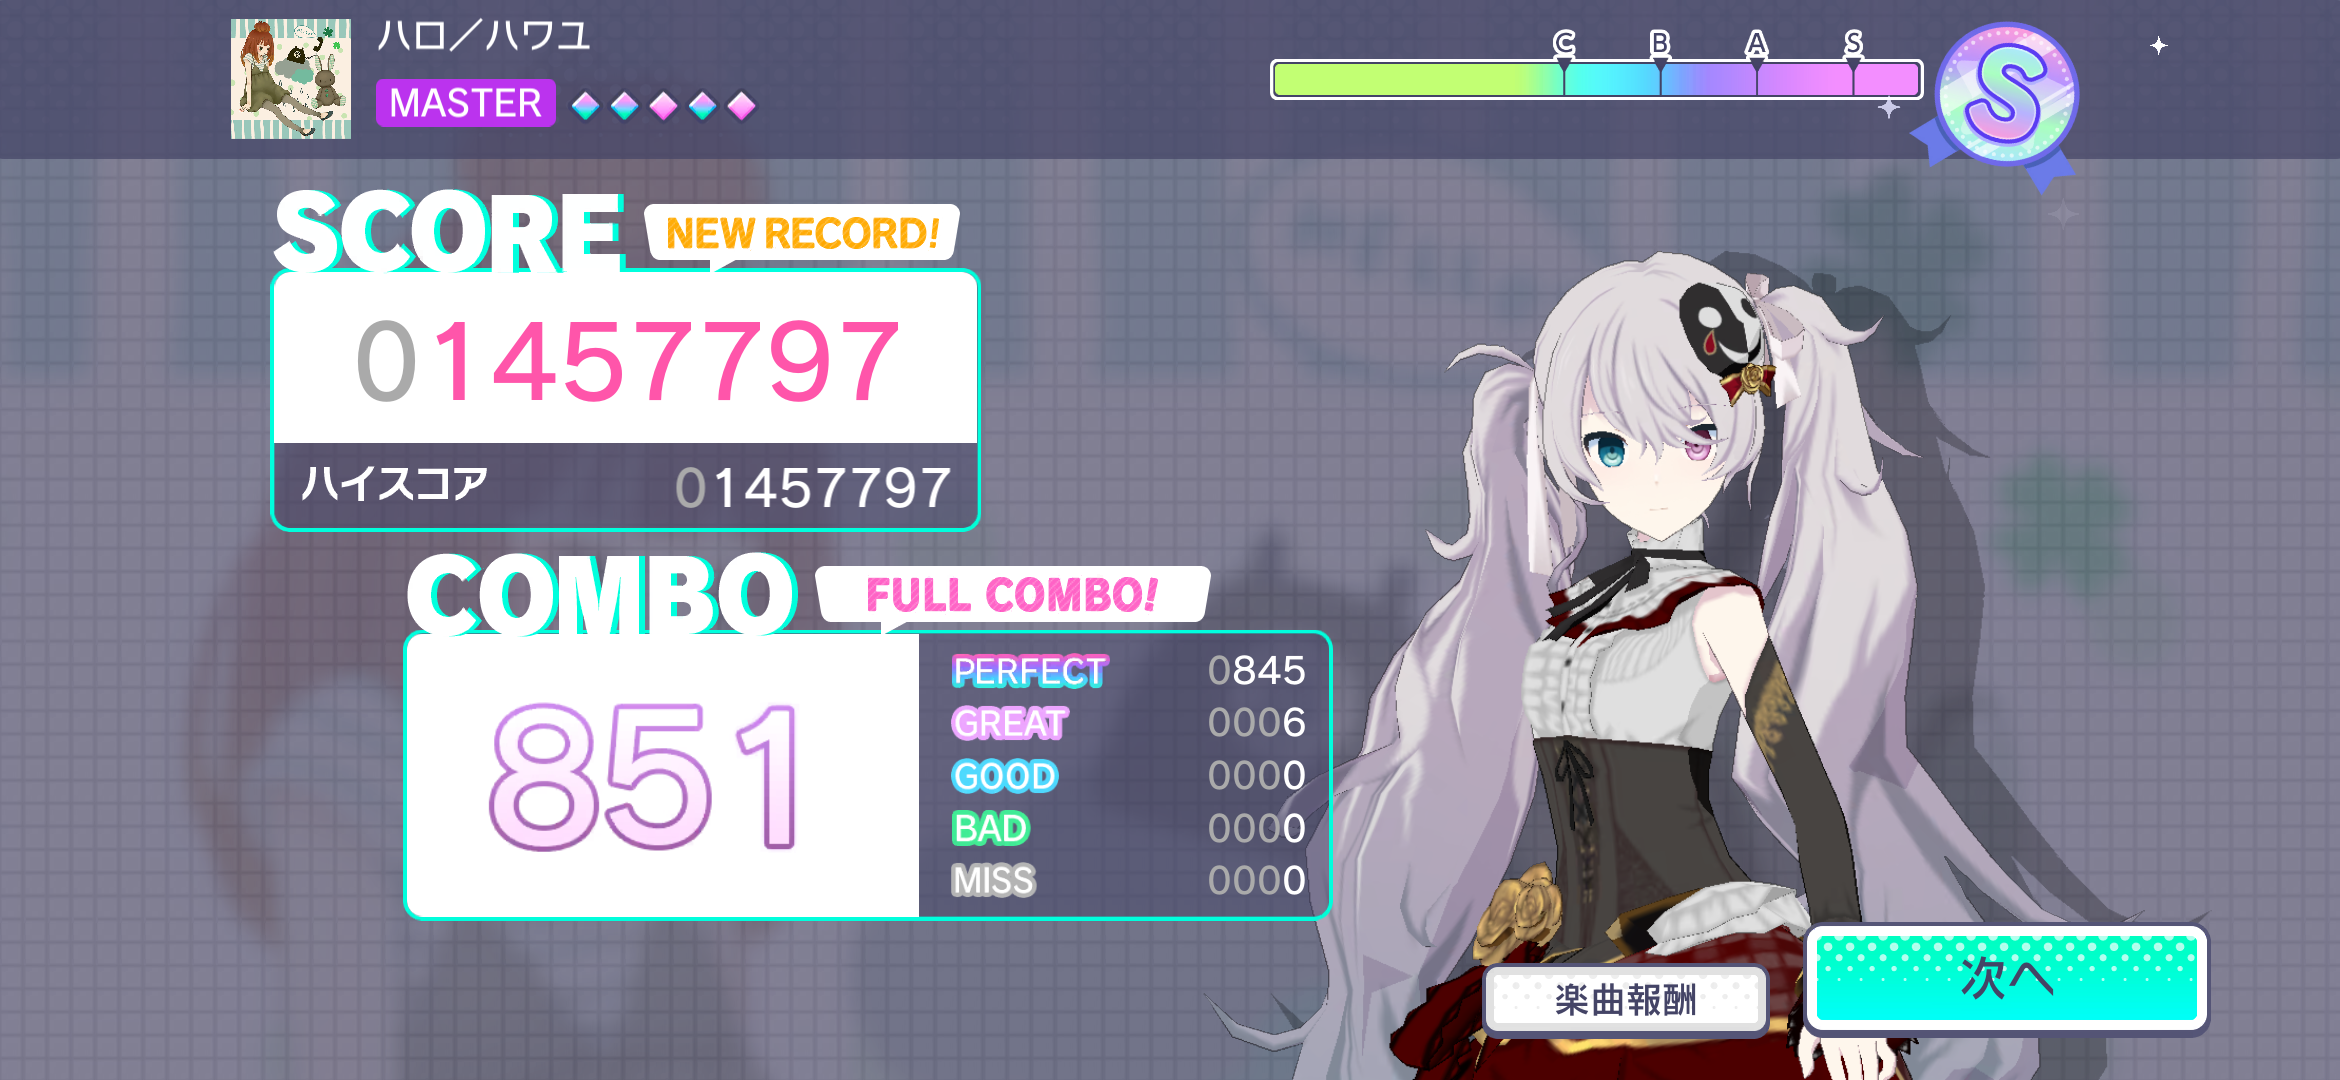 ハロ／ハワユ
MASTER
C B A S
S
SCORE
NEW RECORD!
01457797
ハイスコア 01457797
COMBO
FULL COMBO!
851
PERFECT 0845
GREAT 0006
GOOD 0000
BAD 0000
MISS 0000
楽曲報酬
次へ